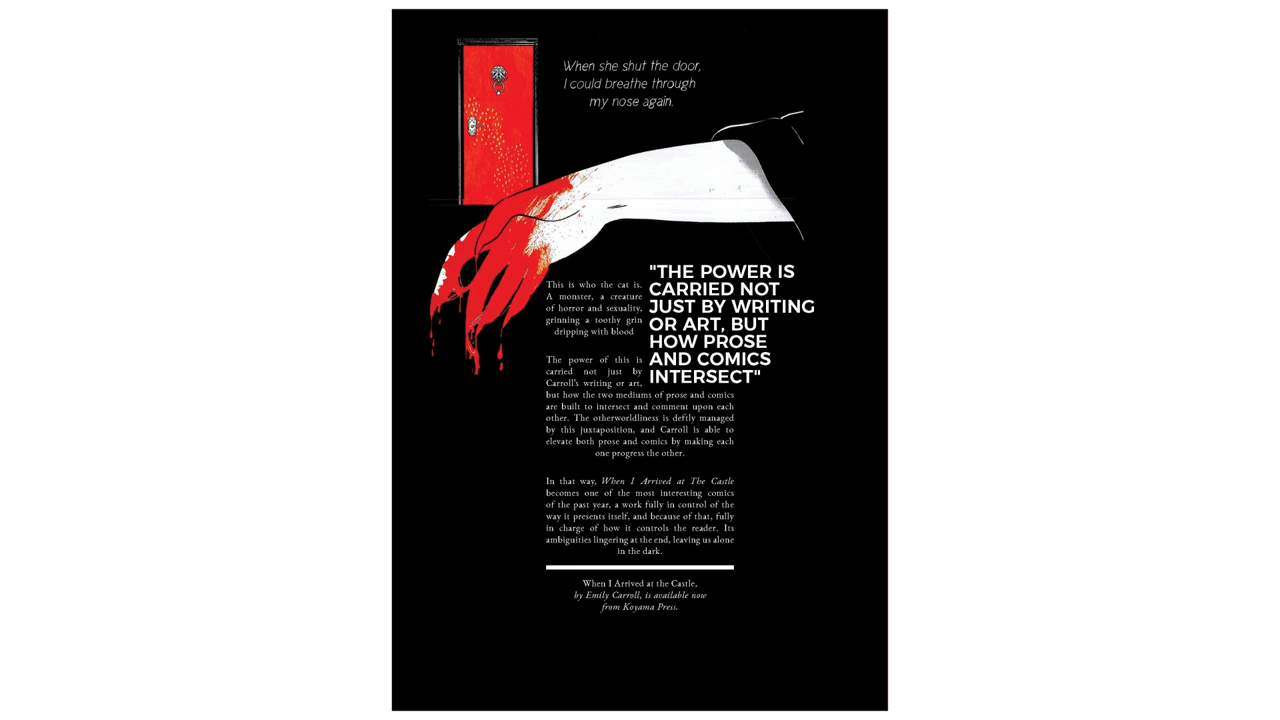 When she shut the door,
I could breathe through
my nose again.
"THE POWER IS
CARRIED NOT
JUST BY WRITING
OR ART, BUT
HOW PROSE
AND COMICS
INTERSECT"
This is who the cat is.
A monster, a creature
of horror and sexuality,
grinning a toothy grin
dripping with blood
The power of this is
carried not just by
Carroll's writing or art,
but how the two mediums of prose and comics
are built to intersect and comment upon each
other. The otherworldliness is deftly managed
by this juxtaposition, and Carroll is able to
elevate both prose and comics by making each
one progress the other.
In that way, When I Arrived at The Castle
becomes one of the most interesting comics
of the past year, a work fully in control of the
way it presents itself, and because of that, fully
in charge of how it controls the reader. Its
ambiguities lingering at the end, leaving us alone
in the dark.
When I Arrived at the Castle,
by Emily Carroll, is available now
from Koyama Press.